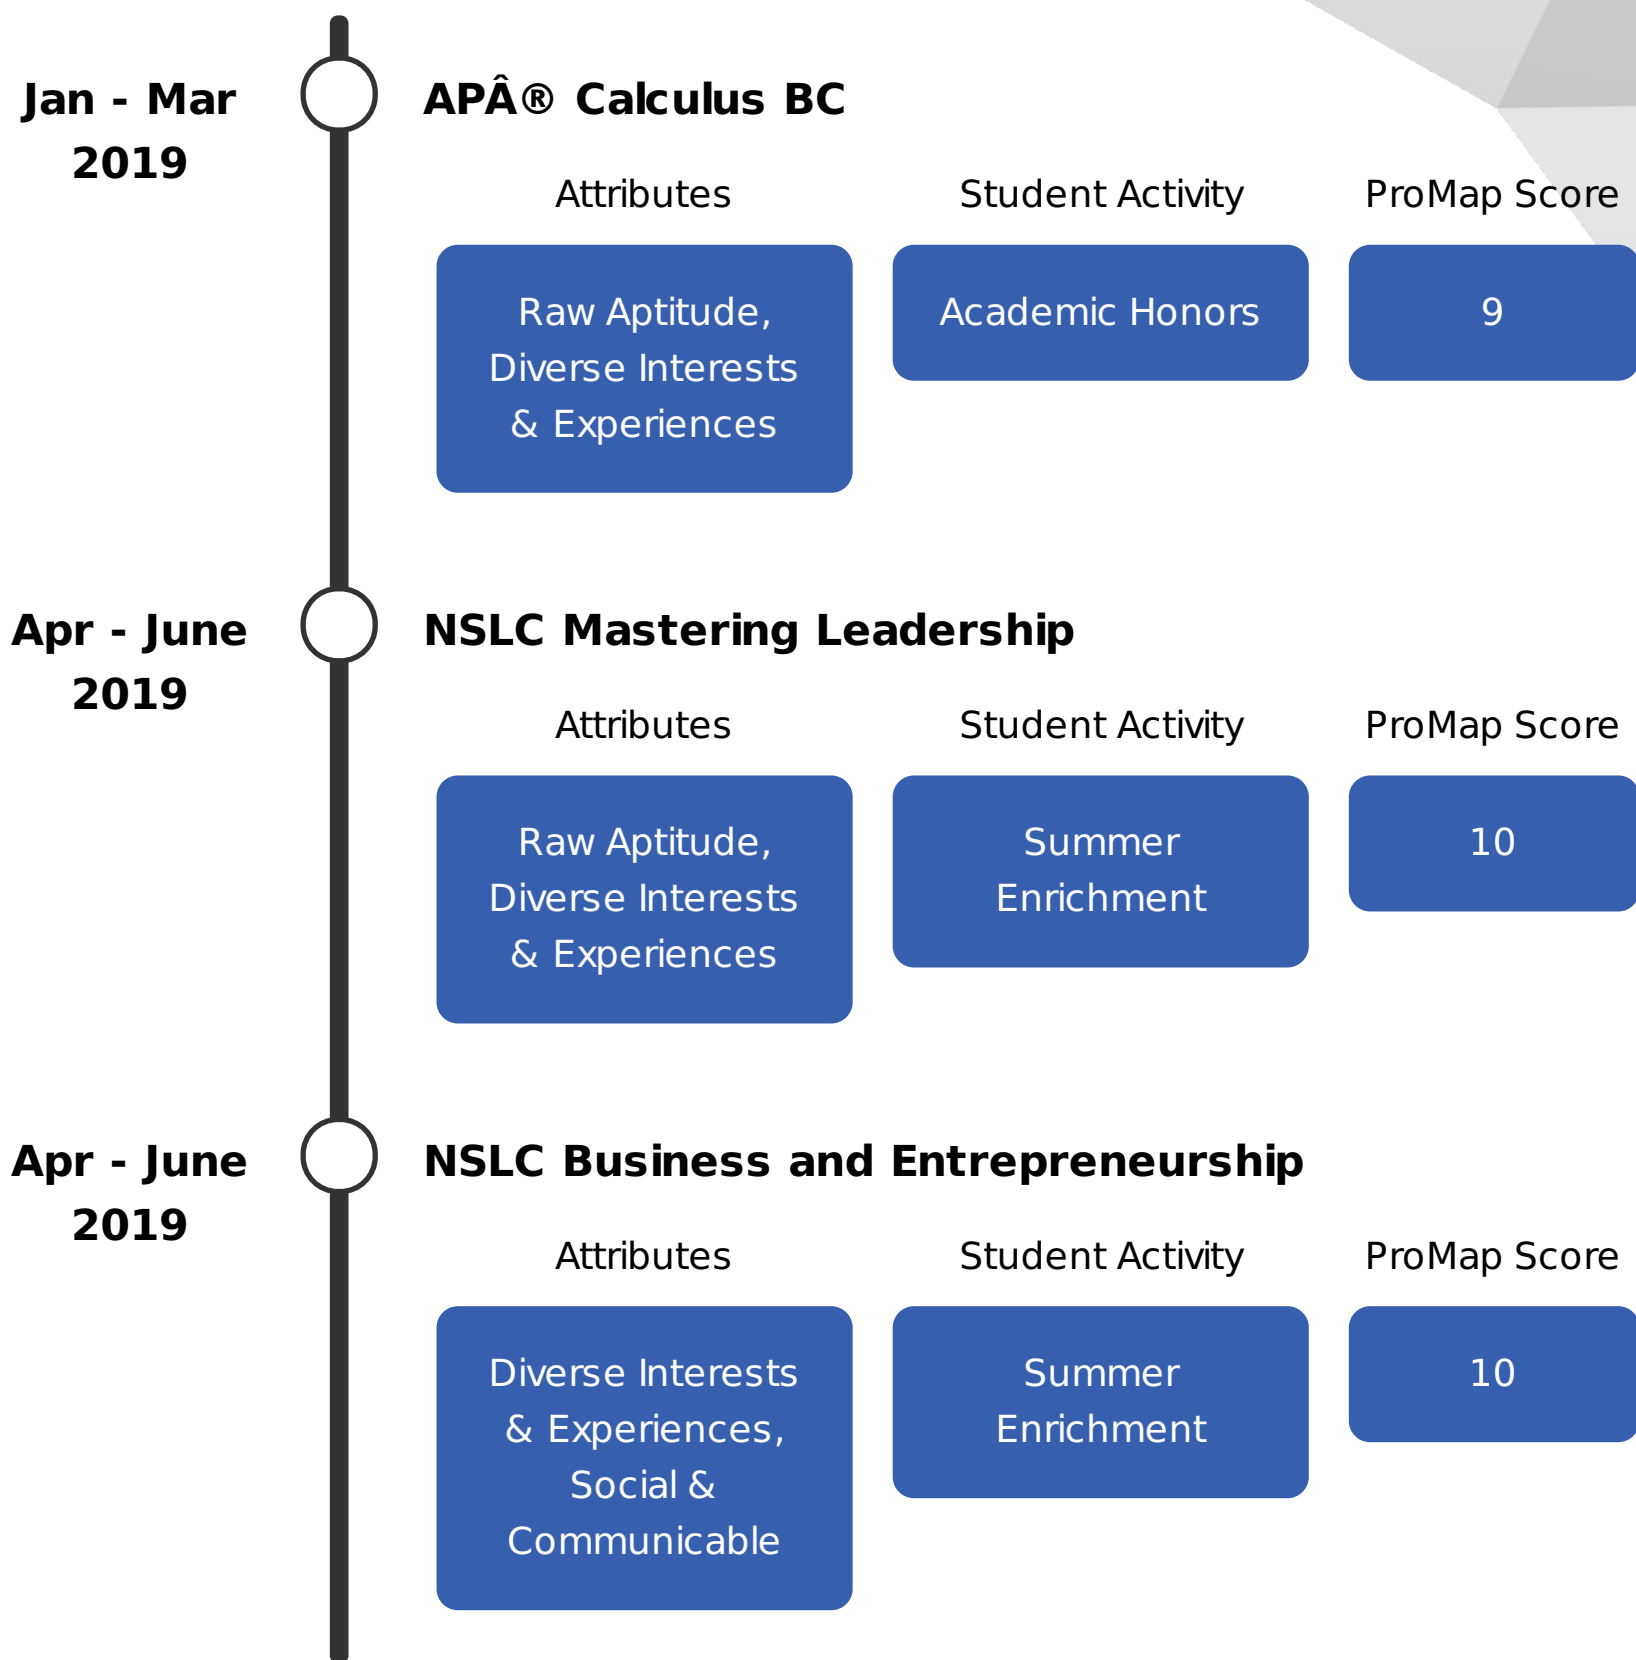 Jan - Mar
2019
APÂ® Calculus BC
Attributes
Student Activity
ProMap Score
Raw Aptitude,
Diverse Interests
& Experiences
Academic Honors
9
Apr - June
2019
NSLC Mastering Leadership
Attributes
Student Activity
ProMap Score
Raw Aptitude,
Diverse Interests
& Experiences
Summer
Enrichment
10
Apr - June
2019
NSLC Business and Entrepreneurship
Attributes
Student Activity
ProMap Score
Diverse Interests
& Experiences,
Social &
Communicable
Summer
Enrichment
10